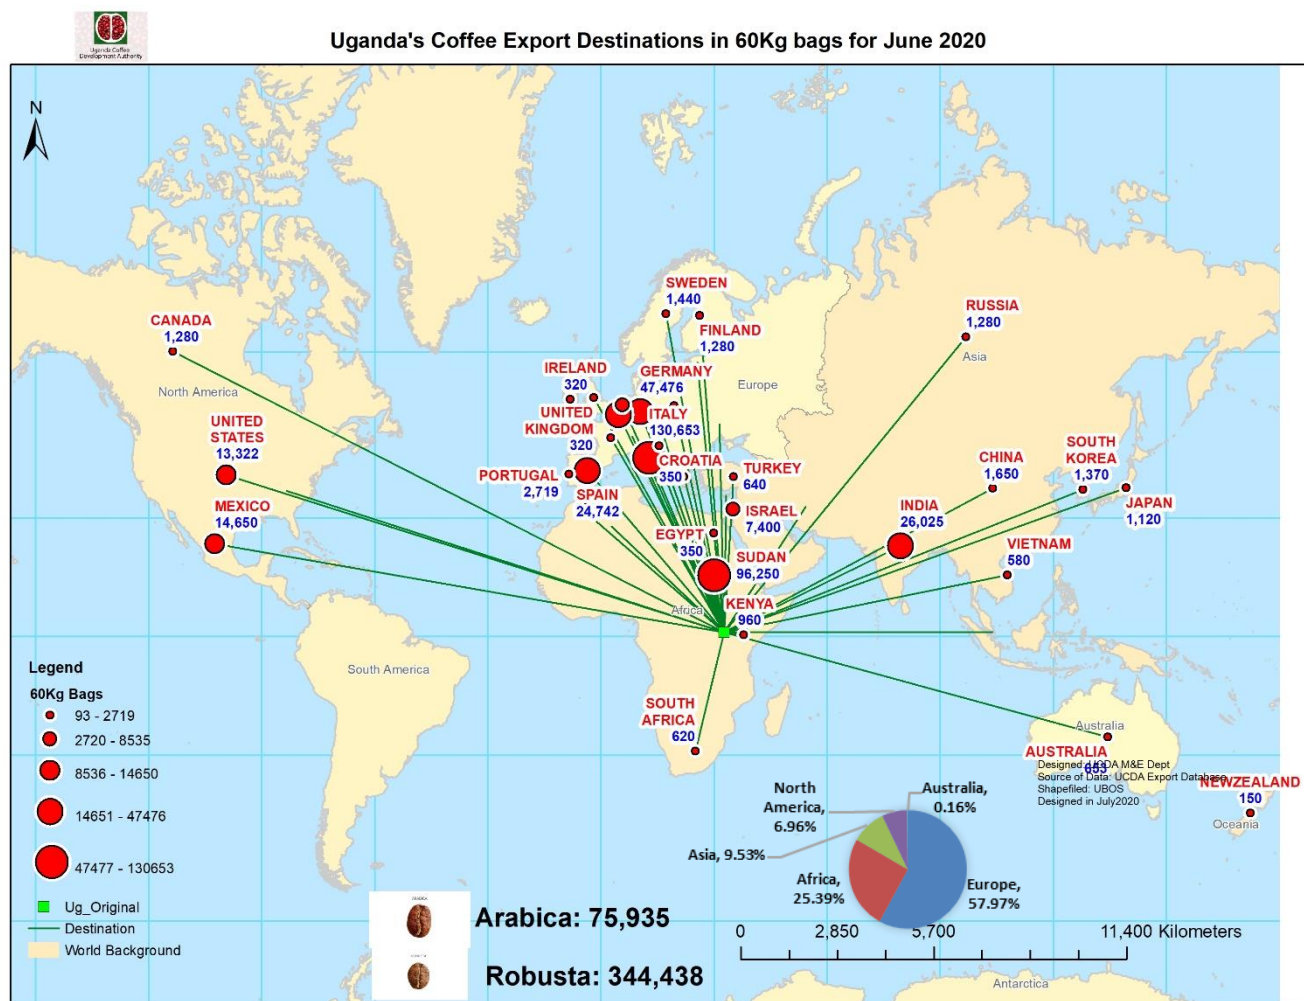 Uganda Coffee
Development Authority
Uganda's Coffee Export Destinations in 60Kg bags for June 2020
N
SWEDEN
1,440
FINLAND
1,280
RUSSIA
1,280
Asia
CANADA
1,280
North America
IRELAND
320
GERMANY
47,476
Europe
UNITED
KINGDOM
320
ITALY
130,653
UNITED
STATES
13,322
PORTUGAL
2,719
SPAIN
24,742
CROATIA
350
TURKEY
640
CHINA
1,650
SOUTH
KOREA
1,370
JAPAN
1,120
MEXICO
14,650
ISRAEL
7,400
INDIA
26,025
EGYPT
350
SUDAN
96,250
VIETNAM
580
Africa
KENYA
960
South America
SOUTH
AFRICA
620
Australia
AUSTRALIA
653
Designed: UCDA M&E Dept
Source of Data: UCDA Export Database
Shapefiled: UBOS
Designed in July2020
NEWZEALAND
150
Oceania
Legend
60Kg Bags
93 - 2719
2720 - 8535
8536 - 14650
14651 - 47476
47477 - 130653
Ug_Original
Destination
World Background
North
America,
6.96%
Australia,
0.16%
Asia, 9.53%
Africa,
25.39%
Europe,
57.97%
Arabica: 75,935
Robusta: 344,438
0 2,850 5,700 11,400 Kilometers
Antarctica